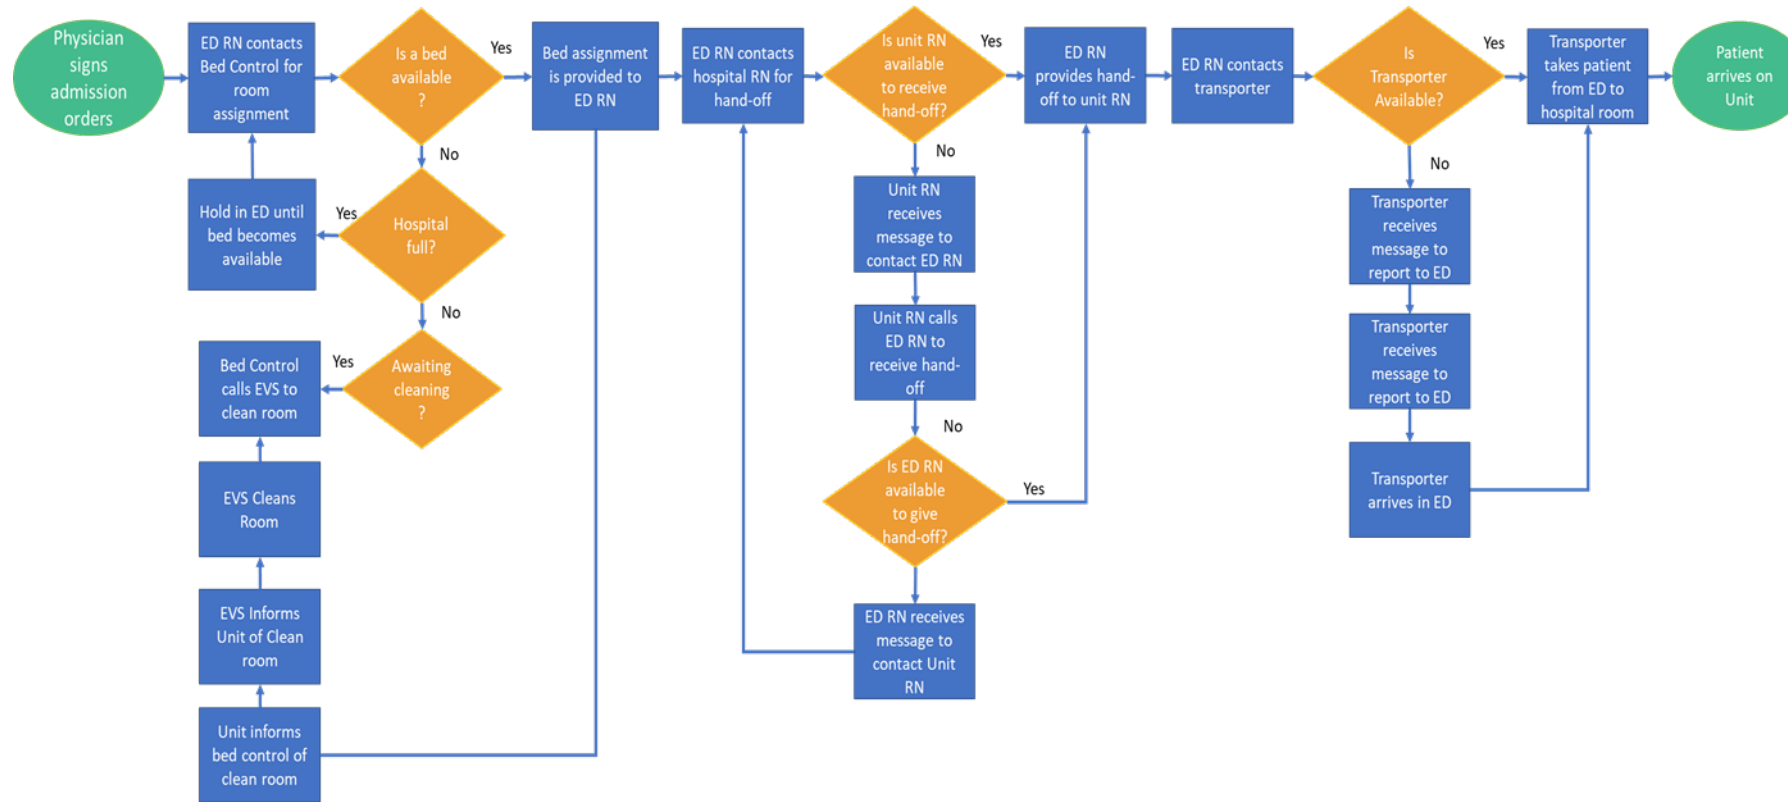 Physician
signs
admission
orders
ED RN contacts
Bed Control for
room
assignment
Is a bed
available
?
Yes
No
Bed assignment
is provided to
ED RN
ED RN contacts
hospital RN for
hand-off
Is unit RN
available
to receive
hand-off?
Yes
No
ED RN
provides hand-
off to unit RN
ED RN contacts
transporter
Is
Transporter
Available?
Yes
No
Transporter
takes patient
from ED to
hospital room
Patient
arrives on
Unit
Hold in ED until
bed becomes
available
Yes
Hospital
full?
No
Bed Control
calls EVS to
clean room
Yes
Awaiting
cleaning
?
EVS Cleans
Room
EVS Informs
Unit of Clean
room
Unit informs
bed control of
clean room
Unit RN
receives
message to
contact ED RN
Unit RN calls
ED RN to
receive hand-
off
No
Is ED RN
available
to give
hand-off?
Yes
ED RN receives
message to
contact Unit
RN
Transporter
receives
message to
report to ED
Transporter
receives
message to
report to ED
Transporter
arrives in ED